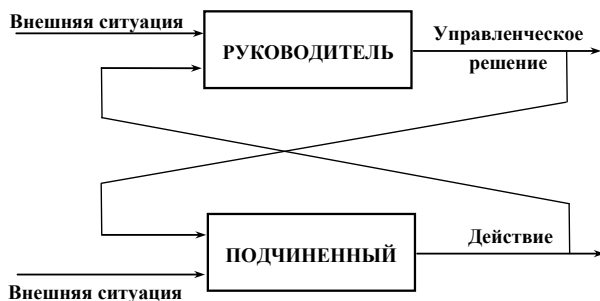 Внешняя ситуация
РУКОВОДИТЕЛЬ
Управленческое
решение
ПОДЧИНЕННЫЙ
Действие
Внешняя ситуация